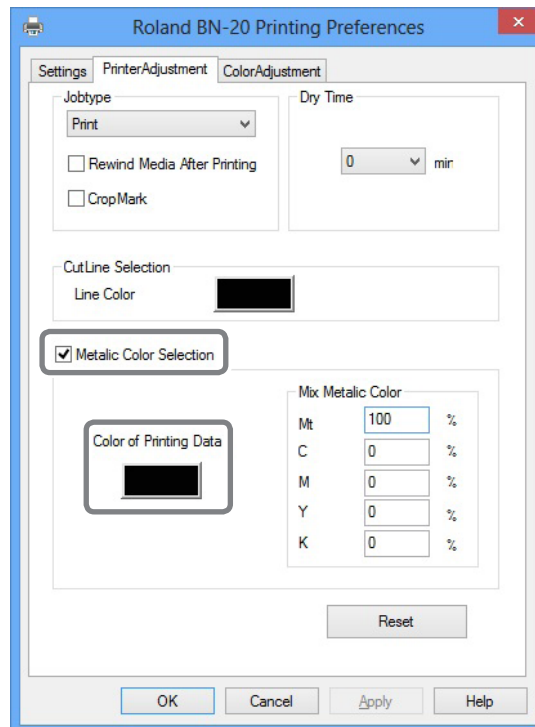 Roland BN-20 Printing Preferences
Settings PrinterAdjustment ColorAdjustment
Jobtype
Print
Rewind Media After Printing
CropMark
Dry Time
0 min
CutLine Selection
Line Color
Metalic Color Selection
Color of Printing Data
Mix Metalic Color
Mt 100 %
C 0 %
M 0 %
Y 0 %
K 0 %
Reset
OK Cancel Apply Help